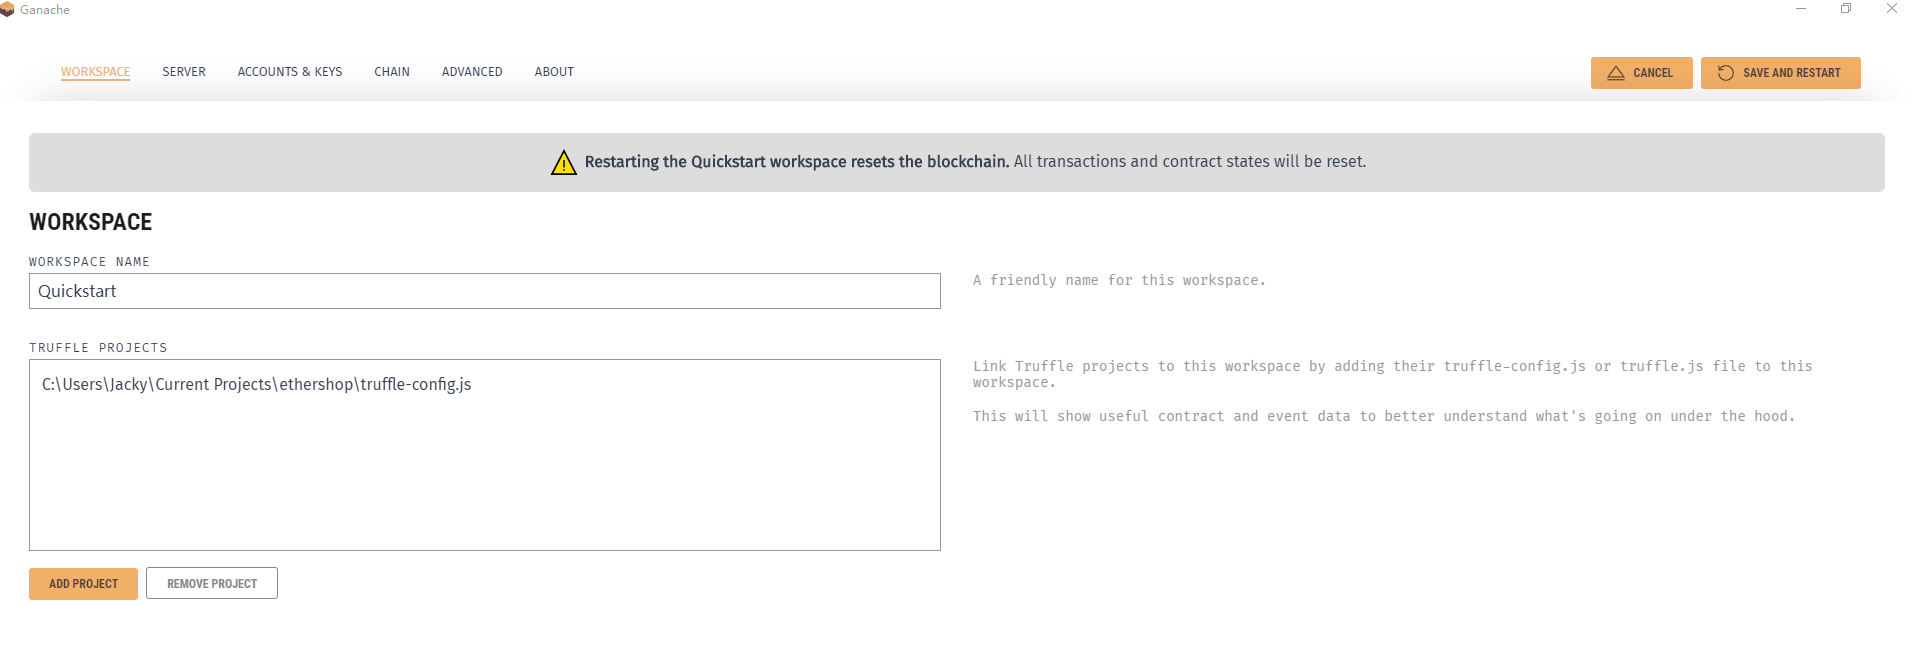 Ganache
WORKSPACE SERVER ACCOUNTS & KEYS CHAIN ADVANCED ABOUT CANCEL SAVE AND RESTART
Restarting the Quickstart workspace resets the blockchain. All transactions and contract states will be reset.
WORKSPACE
WORKSPACE NAME
Quickstart
A friendly name for this workspace.
TRUFFLE PROJECTS
C:\Users\Jacky\Current Projects\ethershop\truffle-config.js
Link Truffle projects to this workspace by adding their truffle-config.js or truffle.js file to this
workspace.
This will show useful contract and event data to better understand what's going on under the hood.
ADD PROJECT REMOVE PROJECT